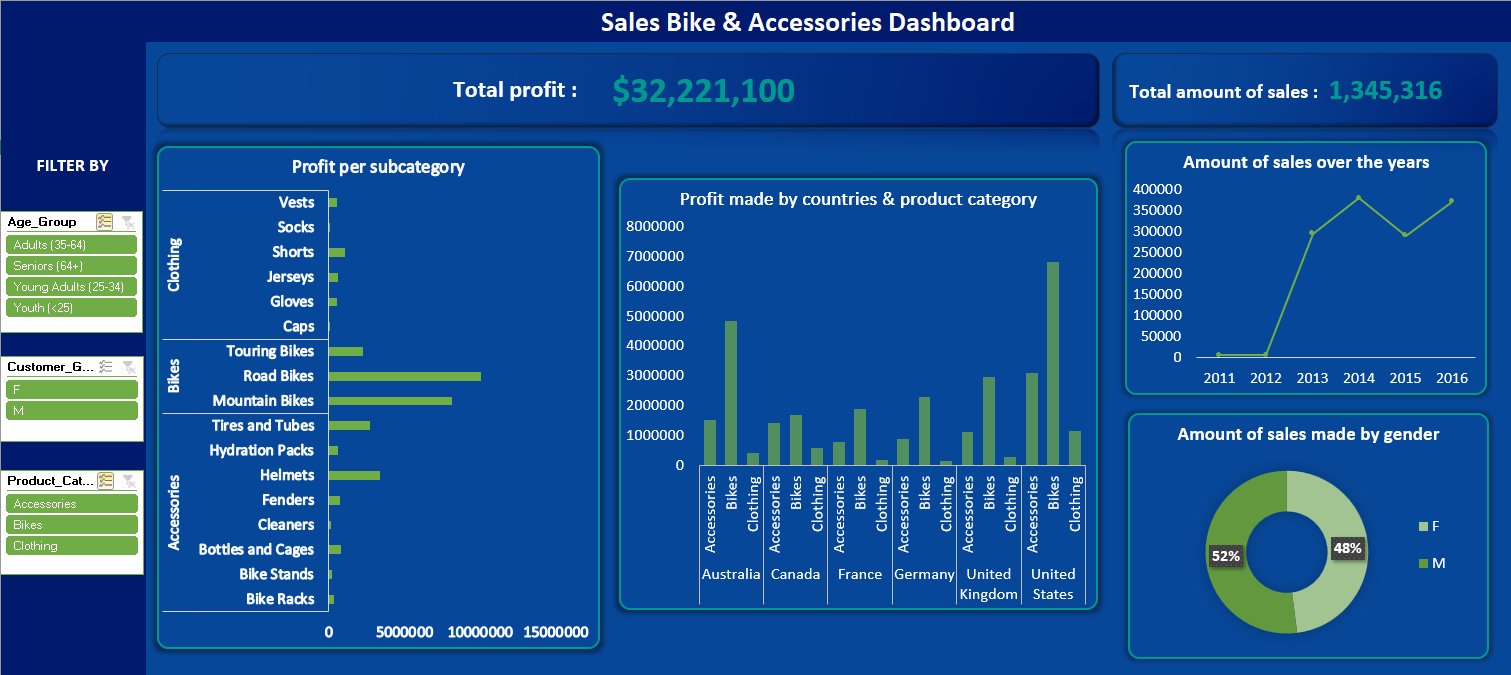 Sales Bike & Accessories Dashboard
Total profit : $32,221,100
Total amount of sales : 1,345,316
FILTER BY
Age_Group
Adults (35-64)
Seniors (64+)
Young Adults (25-34)
Youth (<25)
Customer_G...
F
M
Product_Cat...
Accessories
Bikes
Clothing
Profit per subcategory
Clothing
Vests
Socks
Shorts
Jerseys
Gloves
Caps
Bikes
Touring Bikes
Road Bikes
Mountain Bikes
Accessories
Tires and Tubes
Hydration Packs
Helmets
Fenders
Cleaners
Bottles and Cages
Bike Stands
Bike Racks
0 5000000 10000000 15000000
Profit made by countries & product category
8000000
7000000
6000000
5000000
4000000
3000000
2000000
1000000
0
Accessories Bikes Clothing Accessories Bikes Clothing Accessories Bikes Clothing Accessories Bikes Clothing Accessories Bikes Clothing Accessories Bikes Clothing
Australia Canada France Germany United Kingdom United States
Amount of sales over the years
400000
350000
300000
250000
200000
150000
100000
50000
0
2011 2012 2013 2014 2015 2016
Amount of sales made by gender
52%
48%
F
M